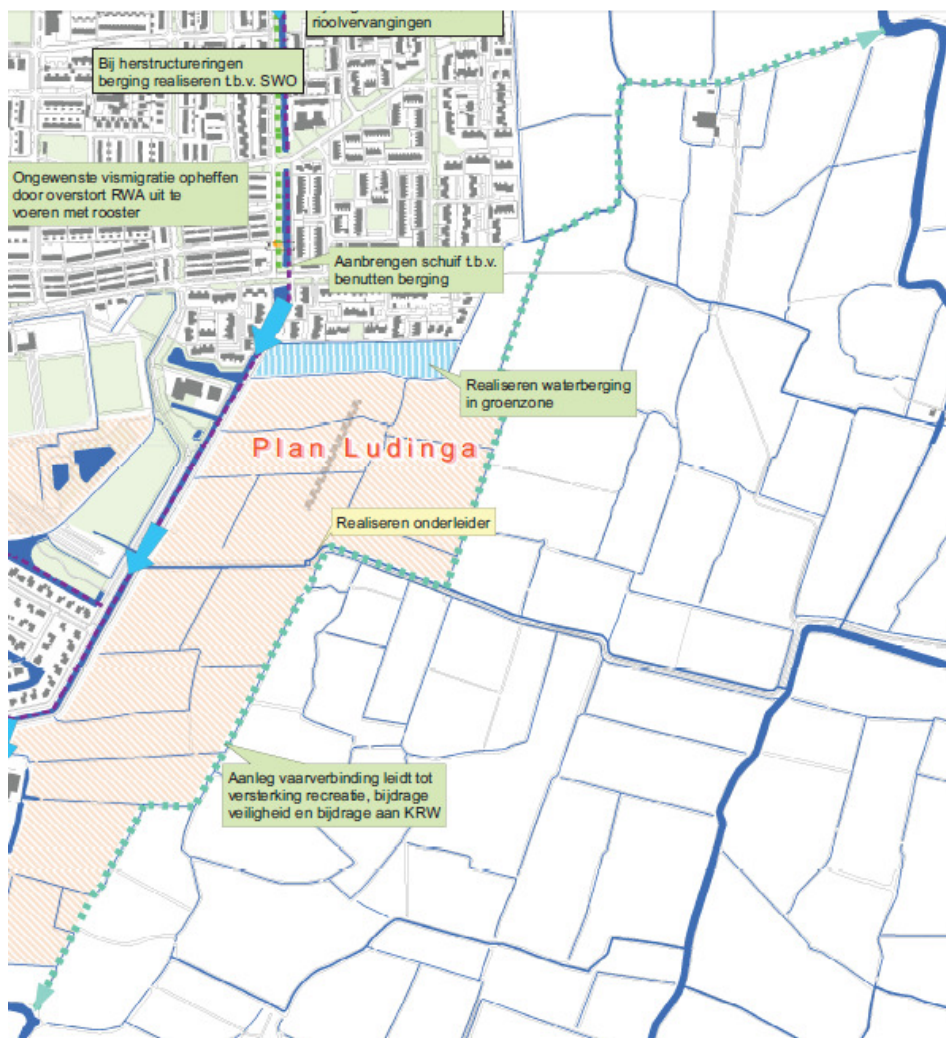 rioolvervangingen
Bij herstructureringen
berging realiseren t.b.v. SWO
Ongewenste vismigratie opheffen
door overstort RWA uit te
voeren met rooster
Aanbrengen schuif t.b.v.
benutten berging
Realiseren waterberging
in groenzone
Plan Ludinga
Realiseren onderleider
Aanleg vaarverbinding leidt tot
versterking recreatie, bijdrage
veiligheid en bijdrage aan KRW